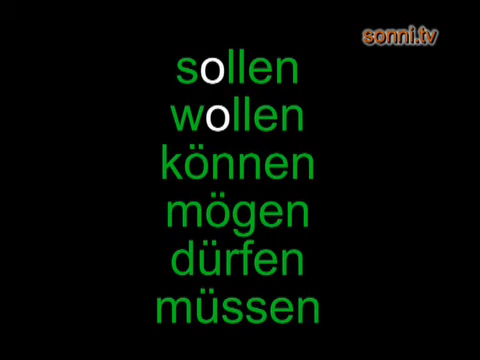 sonni.tv
sollen
wollen
können
mögen
dürfen
müssen